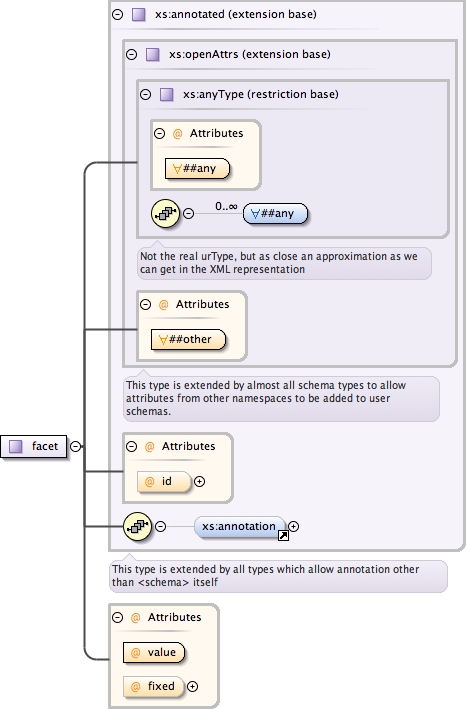 xs:annotated (extension base)
xs:openAttrs (extension base)
xs:anyType (restriction base)
@ Attributes
∀##any
0..∞
∀##any
Not the real urType, but as close an approximation as we
can get in the XML representation
@ Attributes
∀##other
This type is extended by almost all schema types to allow
attributes from other namespaces to be added to user
schemas.
facet
@ Attributes
@ id
xs:annotation
This type is extended by all types which allow annotation other
than <schema> itself
@ Attributes
@ value
@ fixed